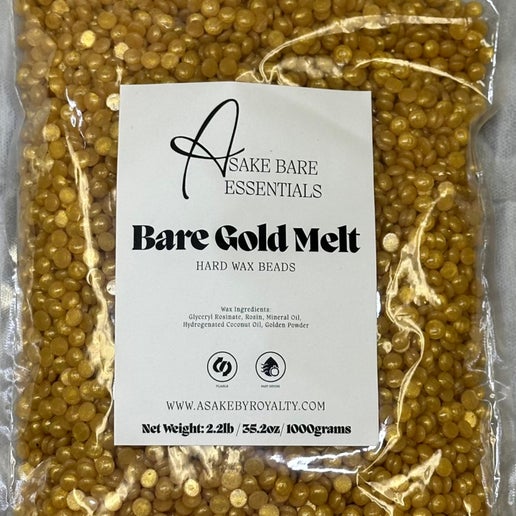 ASAKE BARE
ESSENTIALS
Bare Gold Melt
HARD WAX BEADS
Wax Ingredients:
Glyceryl Rosinate, Rosin, Mineral Oil,
Hydrogenated Coconut Oil, Golden Powder
WWW.ASAKEBYROYALTY.COM
Net Weight: 2.2lb / 35.2oz/ 1000grams